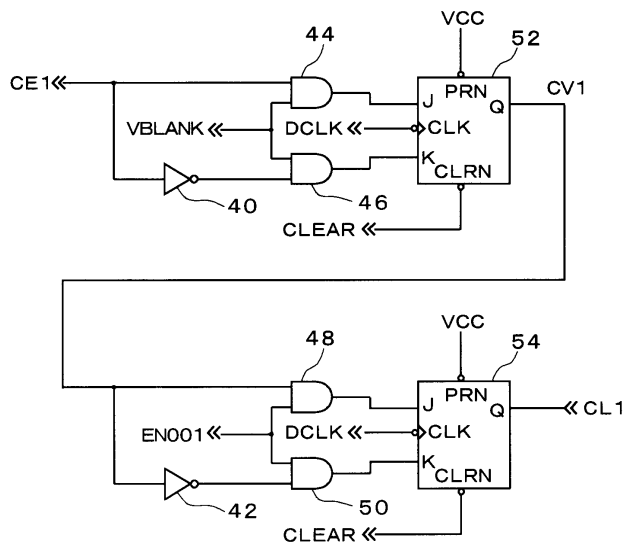 44
VCC
52
CE1
J
PRN
Q
CV1
VBLANK
DCLK
CLK
K
CLRN
40
46
CLEAR
48
VCC
54
J
PRN
Q
CL1
EN001
DCLK
CLK
K
CLRN
42
50
CLEAR